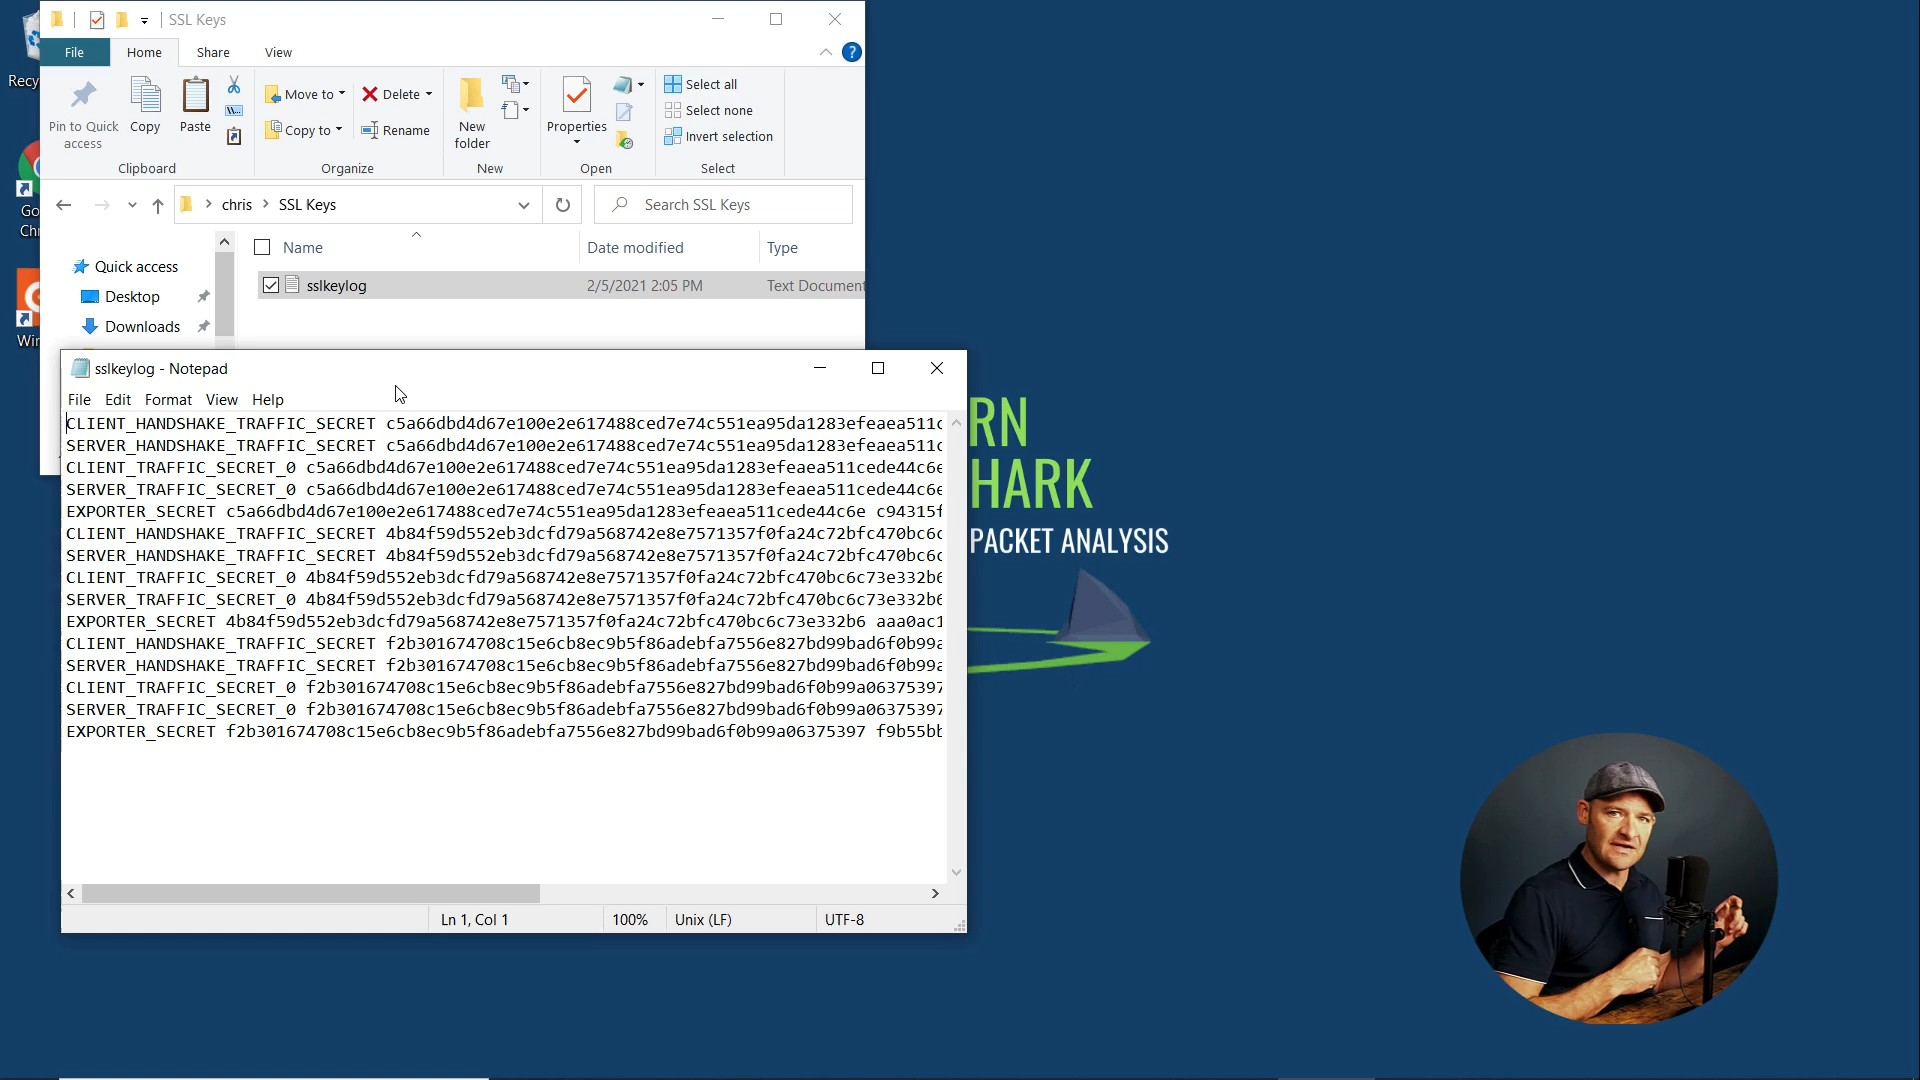 SSL Keys
File Home Share View
Pin to Quick access
Copy
Paste
Move to
Copy to
Delete
Rename
New folder
Properties
Select all
Select none
Invert selection
Clipboard Organize New Open Select
chris > SSL Keys
Search SSL Keys
Name Date modified Type
Quick access
Desktop
Downloads
sslkeylog 2/5/2021 2:05 PM Text Document
sslkeylog - Notepad
File Edit Format View Help
CLIENT_HANDSHAKE_TRAFFIC_SECRET c5a66dbd4d67e100e2e617488ced7e74c551ea95da1283efeaea511c
SERVER_HANDSHAKE_TRAFFIC_SECRET c5a66dbd4d67e100e2e617488ced7e74c551ea95da1283efeaea511c
CLIENT_TRAFFIC_SECRET_0 c5a66dbd4d67e100e2e617488ced7e74c551ea95da1283efeaea511cede44c6e
SERVER_TRAFFIC_SECRET_0 c5a66dbd4d67e100e2e617488ced7e74c551ea95da1283efeaea511cede44c6e
EXPORTER_SECRET c5a66dbd4d67e100e2e617488ced7e74c551ea95da1283efeaea511cede44c6e c94315f
CLIENT_HANDSHAKE_TRAFFIC_SECRET 4b84f59d552eb3dcfd79a568742e8e7571357f0fa24c72bfc470bc6c
SERVER_HANDSHAKE_TRAFFIC_SECRET 4b84f59d552eb3dcfd79a568742e8e7571357f0fa24c72bfc470bc6c
CLIENT_TRAFFIC_SECRET_0 4b84f59d552eb3dcfd79a568742e8e7571357f0fa24c72bfc470bc6c73e332b6
SERVER_TRAFFIC_SECRET_0 4b84f59d552eb3dcfd79a568742e8e7571357f0fa24c72bfc470bc6c73e332b6
EXPORTER_SECRET 4b84f59d552eb3dcfd79a568742e8e7571357f0fa24c72bfc470bc6c73e332b6 aaa0ac1
CLIENT_HANDSHAKE_TRAFFIC_SECRET f2b301674708c15e6cb8ec9b5f86adebfa7556e827bd99bad6f0b99a
SERVER_HANDSHAKE_TRAFFIC_SECRET f2b301674708c15e6cb8ec9b5f86adebfa7556e827bd99bad6f0b99a
CLIENT_TRAFFIC_SECRET_0 f2b301674708c15e6cb8ec9b5f86adebfa7556e827bd99bad6f0b99a06375397
SERVER_TRAFFIC_SECRET_0 f2b301674708c15e6cb8ec9b5f86adebfa7556e827bd99bad6f0b99a06375397
EXPORTER_SECRET f2b301674708c15e6cb8ec9b5f86adebfa7556e827bd99bad6f0b99a06375397 f9b55bb
Ln 1, Col 1 100% Unix (LF) UTF-8
Recy
Go
Chr
Wir
RN
HARK
PACKET ANALYSIS